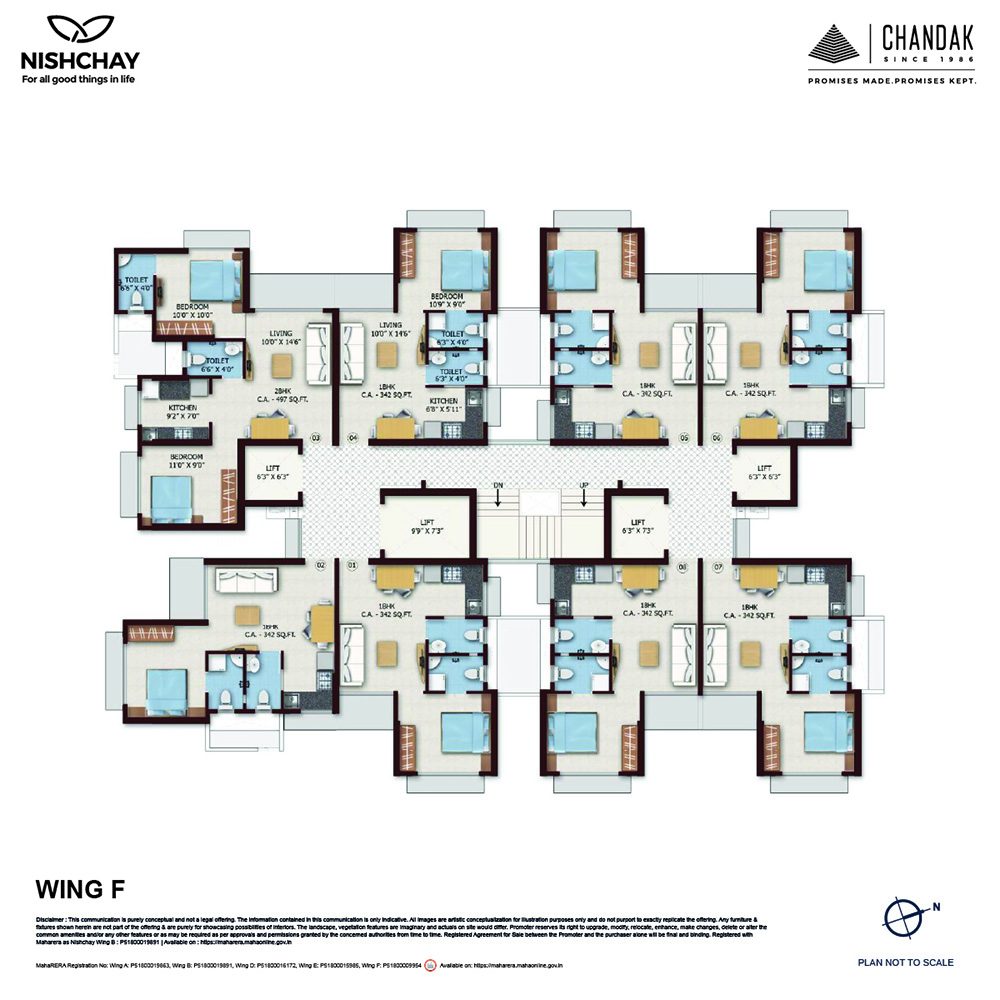 NISHCHAY
For all good things in life
CHANDAK
SINCE 1986
PROMISES MADE.PROMISES KEPT.
TOILET
6'6" X 4'0"
BEDROOM
10'0" X 10'0"
LIVING
10'0" X 14'6"
TOILET
6'6" X 4'0"
2BHK
C.A. - 497 SQ.FT.
KITCHEN
9'2" X 7'0"
BEDROOM
11'0" X 9'0"
03
BEDROOM
10'9" X 9'0"
LIVING
10'0" X 14'6"
TOILET
6'3" X 4'0"
TOILET
6'3" X 4'0"
1BHK
C.A. - 342 SQ.FT.
KITCHEN
6'8" X 5'11"
04
1BHK
C.A. - 342 SQ.FT.
05
1BHK
C.A. - 342 SQ.FT.
06
LIFT
6'3" X 6'3"
LIFT
6'3" X 6'3"
DN
UP
LIFT
9'9" X 7'3"
LIFT
6'3" X 7'3"
02
1BHK
C.A. - 342 SQ.FT.
01
1BHK
C.A. - 342 SQ.FT.
08
1BHK
C.A. - 342 SQ.FT.
07
1BHK
C.A. - 342 SQ.FT.
WING F
Disclaimer : This communication is purely conceptual and not a legal offering. The information contained in this communication is only indicative. All images are artistic conceptualization for illustration purposes only and do not purport to exactly replicate the offering. Any furniture &
fixtures shown herein are not part of the offering & are purely for showcasing possibilities of interiors. The landscape, vegetation features are imaginary and actuals on site would differ. Promoter reserves its right to upgrade, modify, relocate, enhance, make changes, delete or alter the
common amenities and/or any other features or as may be required as per approvals and permissions granted by the concerned authorities from time to time. Registered Agreement for Sale between the Promoter and the purchaser alone will be final and binding. Registered with
Maharera as Nishchay Wing B : P51800019891 | Available on : https://maharera.mahaonline.gov.in
MahaRERA Registration No: Wing A: P51800019863, Wing B: P51800019891, Wing D: P51800016172, Wing E: P51800015985, Wing F: P51800009954 Available on: https://maharera.mahaonline.gov.in
N
PLAN NOT TO SCALE